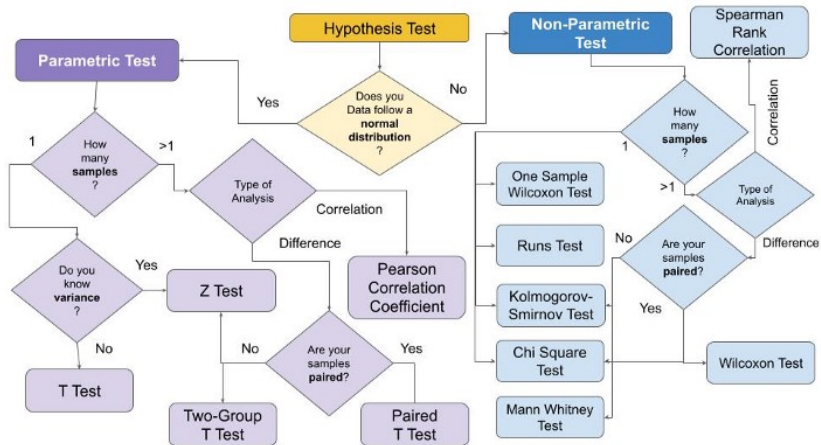 Hypothesis Test
Non-Parametric
Test
Spearman
Rank
Correlation
Parametric Test
Yes
No
Does you
Data follow a
normal
distribution
?
How
many
samples
?
1
>1
How many
samples
?
1
>1
Correlation
Type of
Analysis
Correlation
Difference
One Sample
Wilcoxon Test
Type of
Analysis
Difference
Do you
know
variance
?
Yes
No
Z Test
Pearson
Correlation
Coefficient
Runs Test
No
Are your
samples
paired?
Yes
Kolmogorov-
Smirnov Test
No
Are your
samples
paired?
Yes
Chi Square
Test
Wilcoxon Test
T Test
Two-Group
T Test
Paired
T Test
Mann Whitney
Test